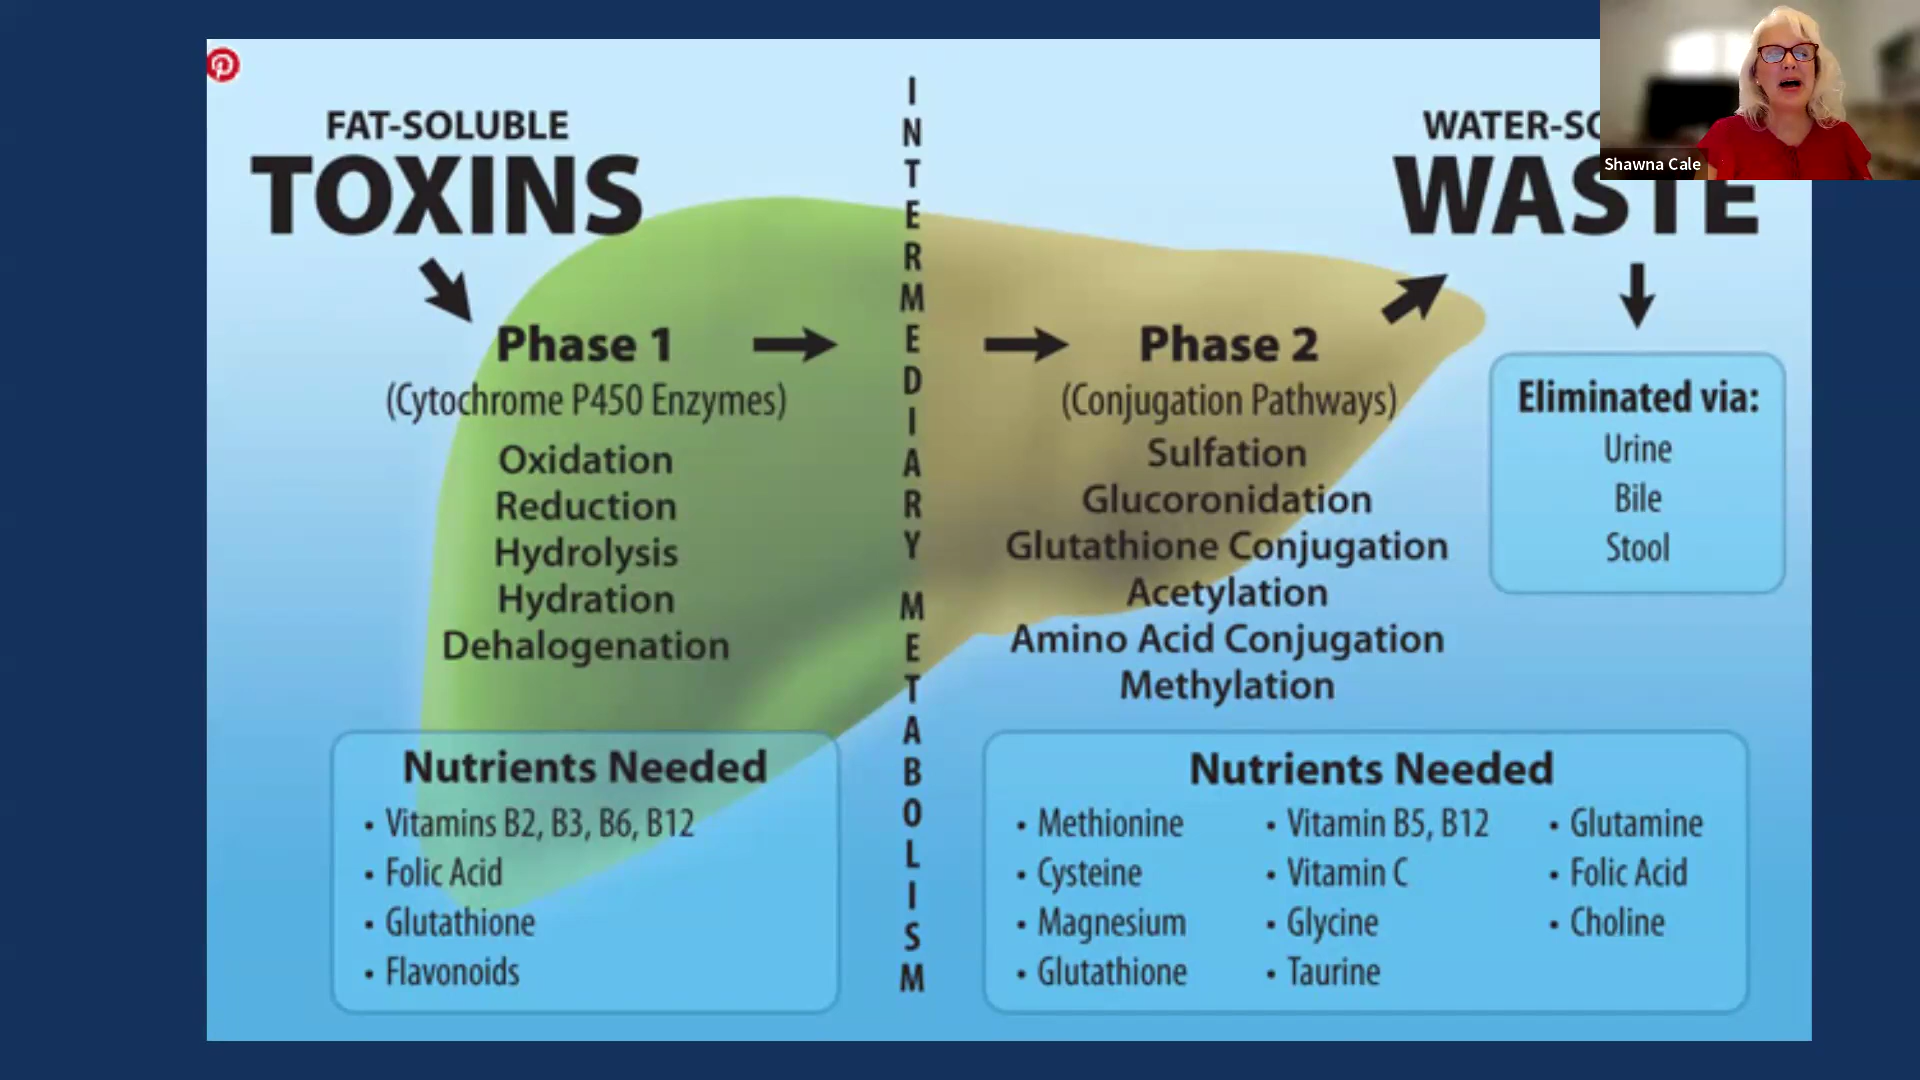 FAT-SOLUBLE
TOXINS
Phase 1
(Cytochrome P450 Enzymes)
Oxidation
Reduction
Hydrolysis
Hydration
Dehalogenation
Nutrients Needed
• Vitamins B2, B3, B6, B12
• Folic Acid
• Glutathione
• Flavonoids
INTERMEDIARY METABOLISM
Phase 2
(Conjugation Pathways)
Sulfation
Glucoronidation
Glutathione Conjugation
Acetylation
Amino Acid Conjugation
Methylation
Nutrients Needed
• Methionine
• Cysteine
• Magnesium
• Glutathione
• Vitamin B5, B12
• Vitamin C
• Glycine
• Taurine
• Glutamine
• Folic Acid
• Choline
WATER-SO
WASTE
Eliminated via:
Urine
Bile
Stool
Shawna Cale